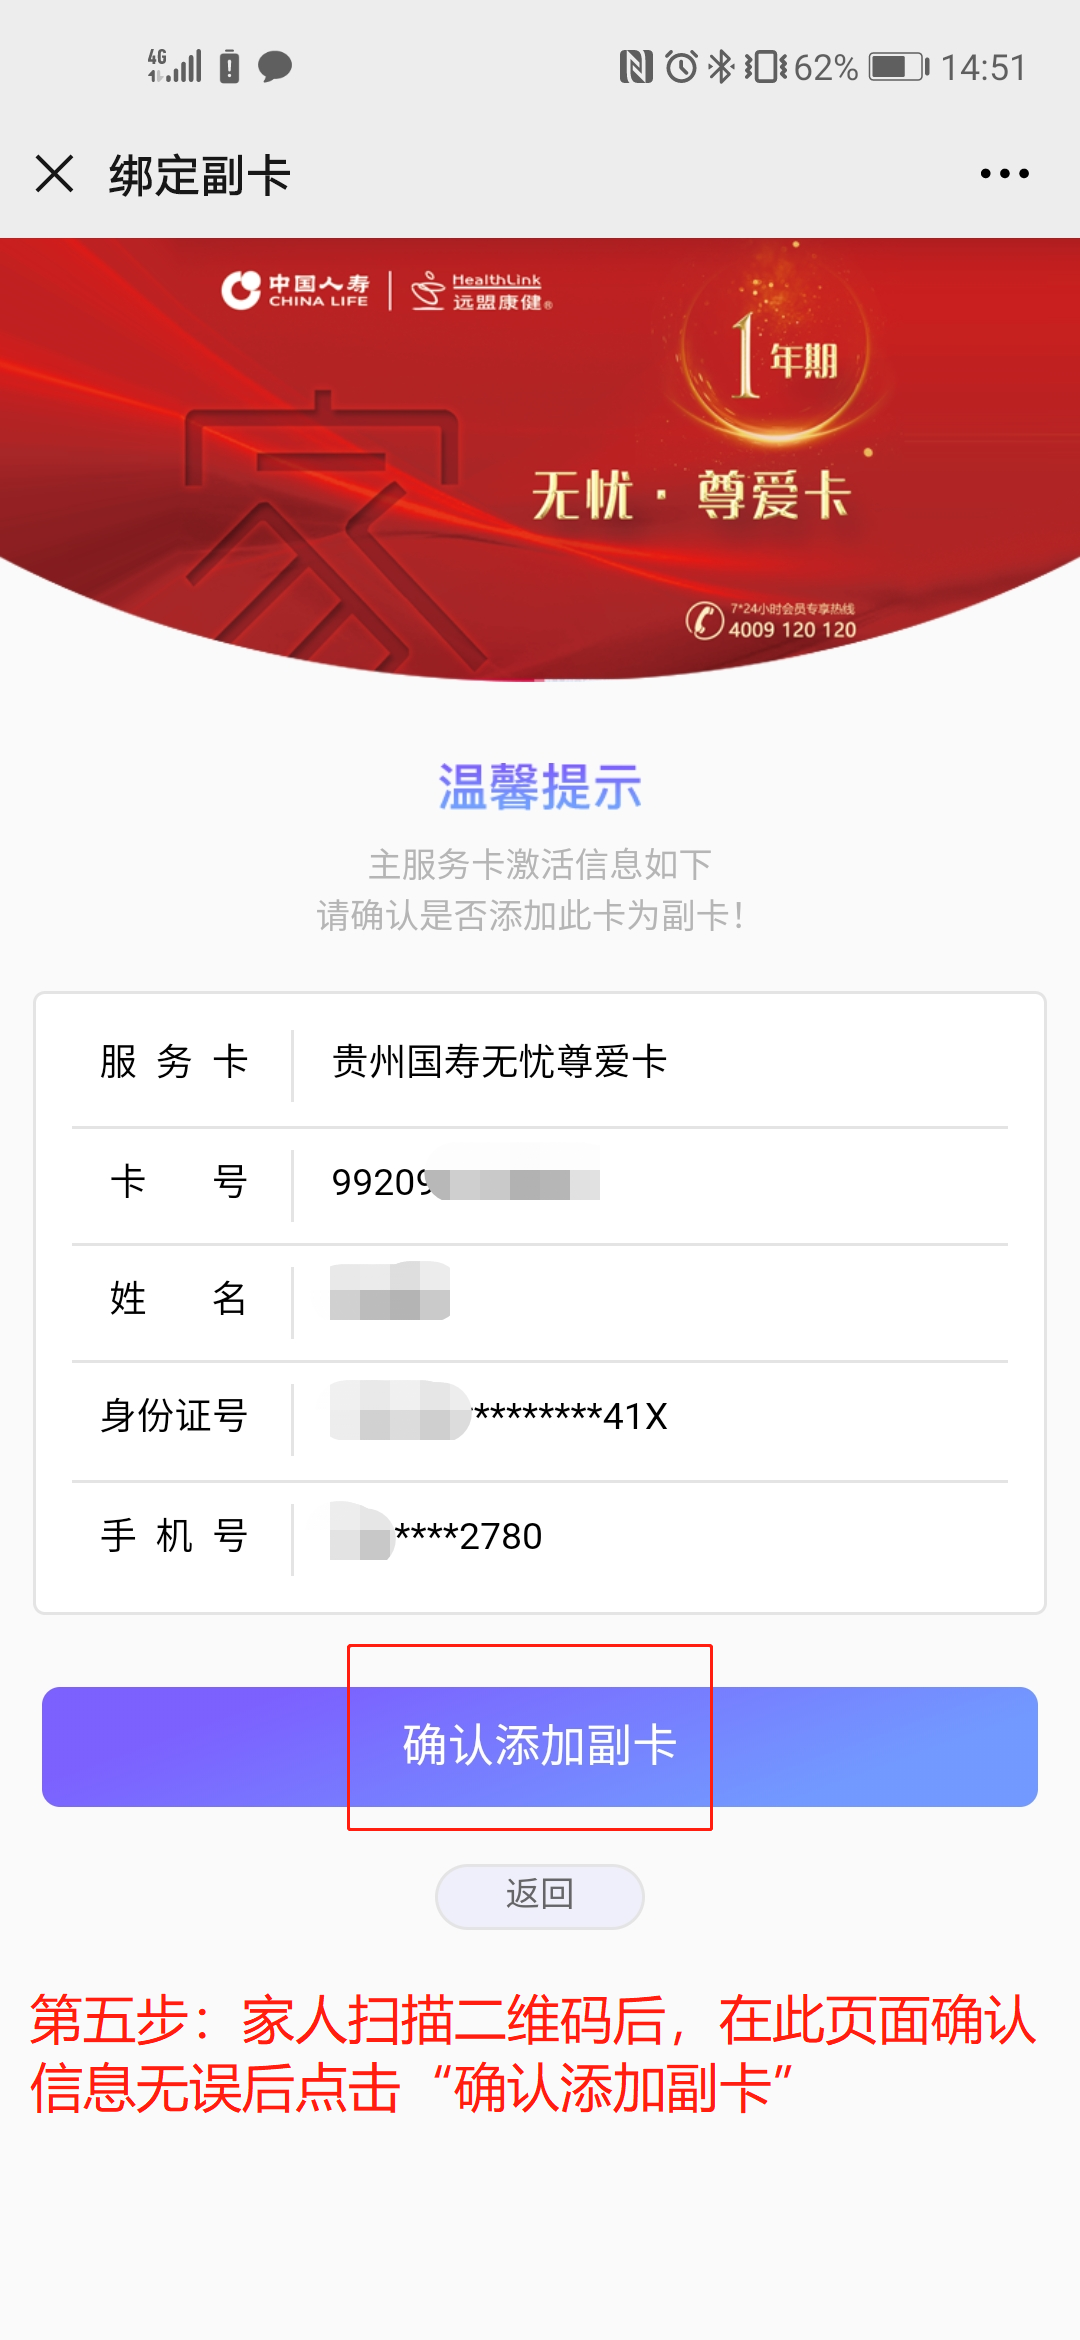 4G
62% 14:51
绑定副卡
中国人寿
CHINA LIFE
HealthLink
远盟康健®
1年期
家
无忧·尊爱卡
7*24小时会员专享热线
4009 120 120
温馨提示
主服务卡激活信息如下
请确认是否添加此卡为副卡！
服务卡 贵州国寿无忧尊爱卡
卡号 99209
姓名
身份证号 ********41X
手机号 ****2780
确认添加副卡
返回
第五步：家人扫描二维码后，在此页面确认
信息无误后点击“确认添加副卡”